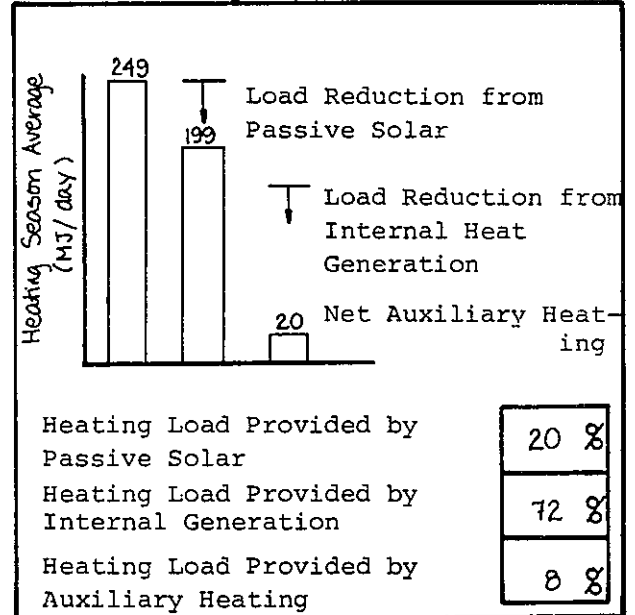 Heating Season Average
(MJ/day)
249
199
20
Load Reduction from
Passive Solar
Load Reduction from
Internal Heat
Generation
Net Auxiliary Heat-
ing
Heating Load Provided by
Passive Solar
20 %
Heating Load Provided by
Internal Generation
72 %
Heating Load Provided by
Auxiliary Heating
8 %